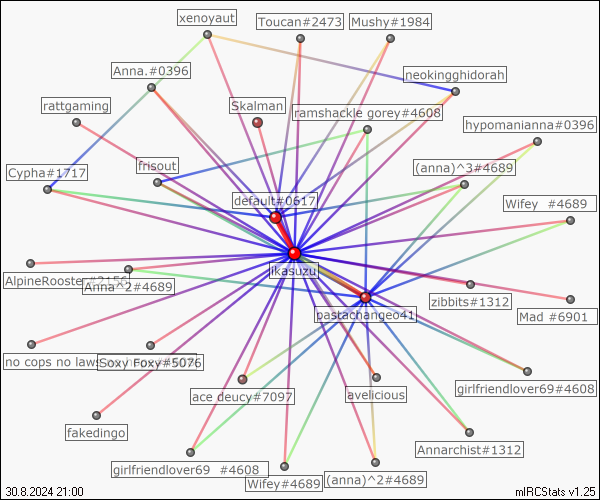 xenoyaut
Toucan#2473
Mushy#1984
Anna.#0396
neokingghidorah
rattgaming
Skalman
ramshackle gorey#4608
hypomanianna#0396
Cypha#1717
frisout
(anna)^3#4689
default#0617
Wifey  #4689
ikasuzu
AlpineRooster
Anna^2#4689
pastachangeo41
zibbits#1312
Mad #6901
no cops no laws
Soxy Foxy#5076
ace deucy#7097
avelicious
girlfriendlover69#4608
fakedingo
Annarchist#1312
girlfriendlover69  #4608
Wifey#4689
(anna)^2#4689
30.8.2024 21:00
mIRCStats v1.25